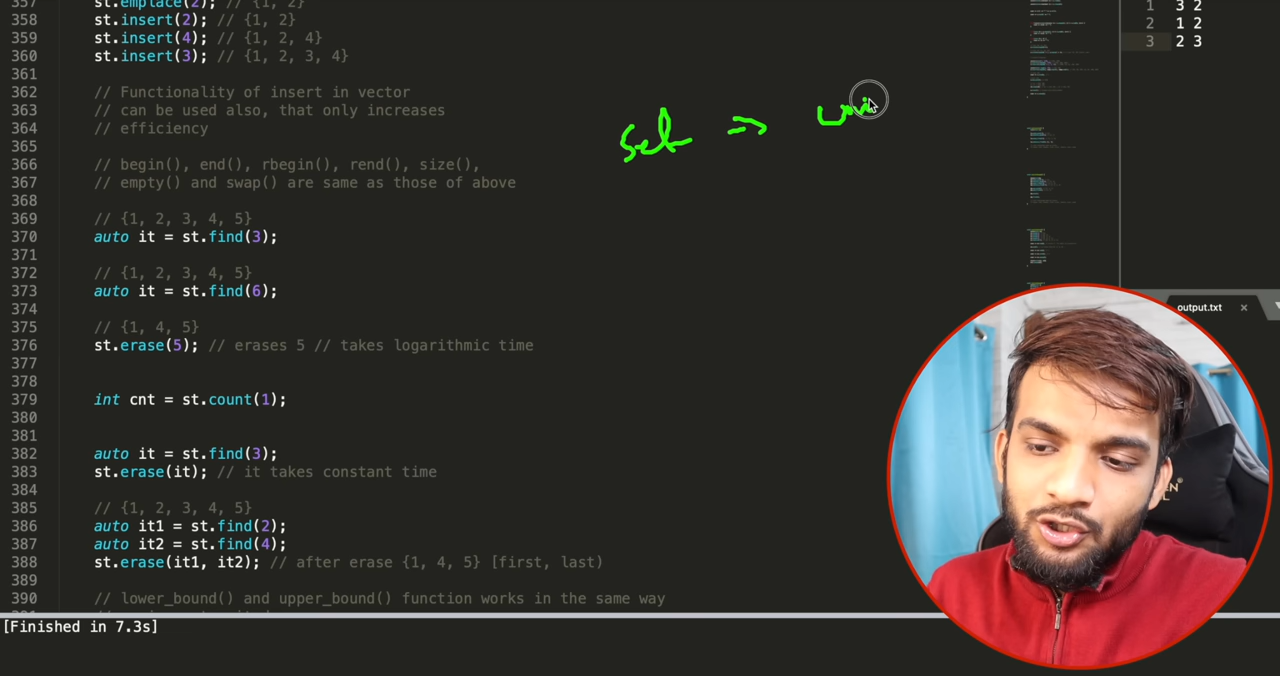 357 st.emplace(2); // {1, 2}
358 st.insert(2); // {1, 2}
359 st.insert(4); // {1, 2, 4}
360 st.insert(3); // {1, 2, 3, 4}
361
362 // Functionality of insert in vector
363 // can be used also, that only increases
364 // efficiency
365
366 // begin(), end(), rbegin(), rend(), size(),
367 // empty() and swap() are same as those of above
368
369 // {1, 2, 3, 4, 5}
370 auto it = st.find(3);
371
372 // {1, 2, 3, 4, 5}
373 auto it = st.find(6);
374
375 // {1, 4, 5}
376 st.erase(5); // erases 5 // takes logarithmic time
377
378
379 int cnt = st.count(1);
380
381
382 auto it = st.find(3);
383 st.erase(it); // it takes constant time
384
385 // {1, 2, 3, 4, 5}
386 auto it1 = st.find(2);
387 auto it2 = st.find(4);
388 st.erase(it1, it2); // after erase {1, 4, 5} [first, last)
389
390 // lower_bound() and upper_bound() function works in the same way
[Finished in 7.3s]
set => uni
1 3 2
2 1 2
3 2 3
output.txt ×